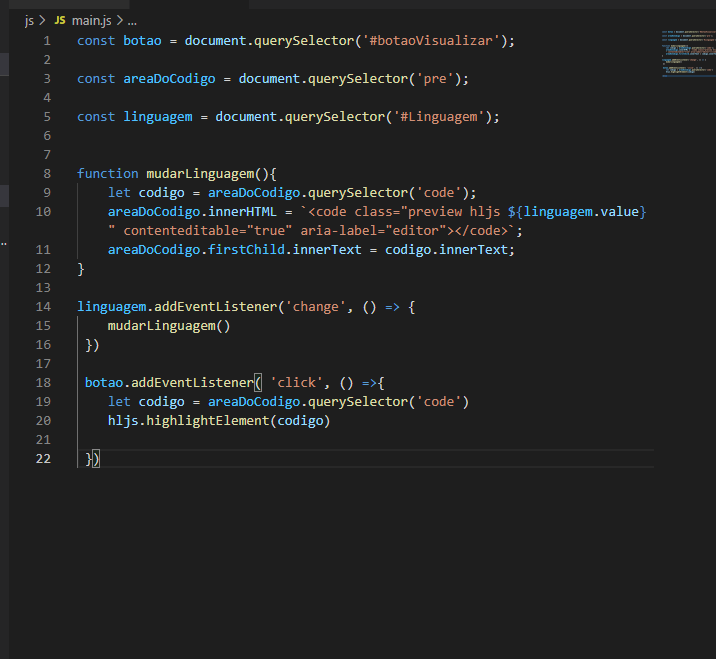 js > JS main.js > ...
1 const botao = document.querySelector('#botaoVisualizar');
2
3 const areaDoCodigo = document.querySelector('pre');
4
5 const linguagem = document.querySelector('#Linguagem');
6
7
8 function mudarLinguagem(){
9 let codigo = areaDoCodigo.querySelector('code');
10 areaDoCodigo.innerHTML = `<code class="preview hljs ${linguagem.value}
" contenteditable="true" aria-label="editor"></code>`;
11 areaDoCodigo.firstChild.innerText = codigo.innerText;
12 }
13
14 linguagem.addEventListener('change', () => {
15 mudarLinguagem()
16 })
17
18 botao.addEventListener( 'click', () =>{
19 let codigo = areaDoCodigo.querySelector('code')
20 hljs.highlightElement(codigo)
21
22 })